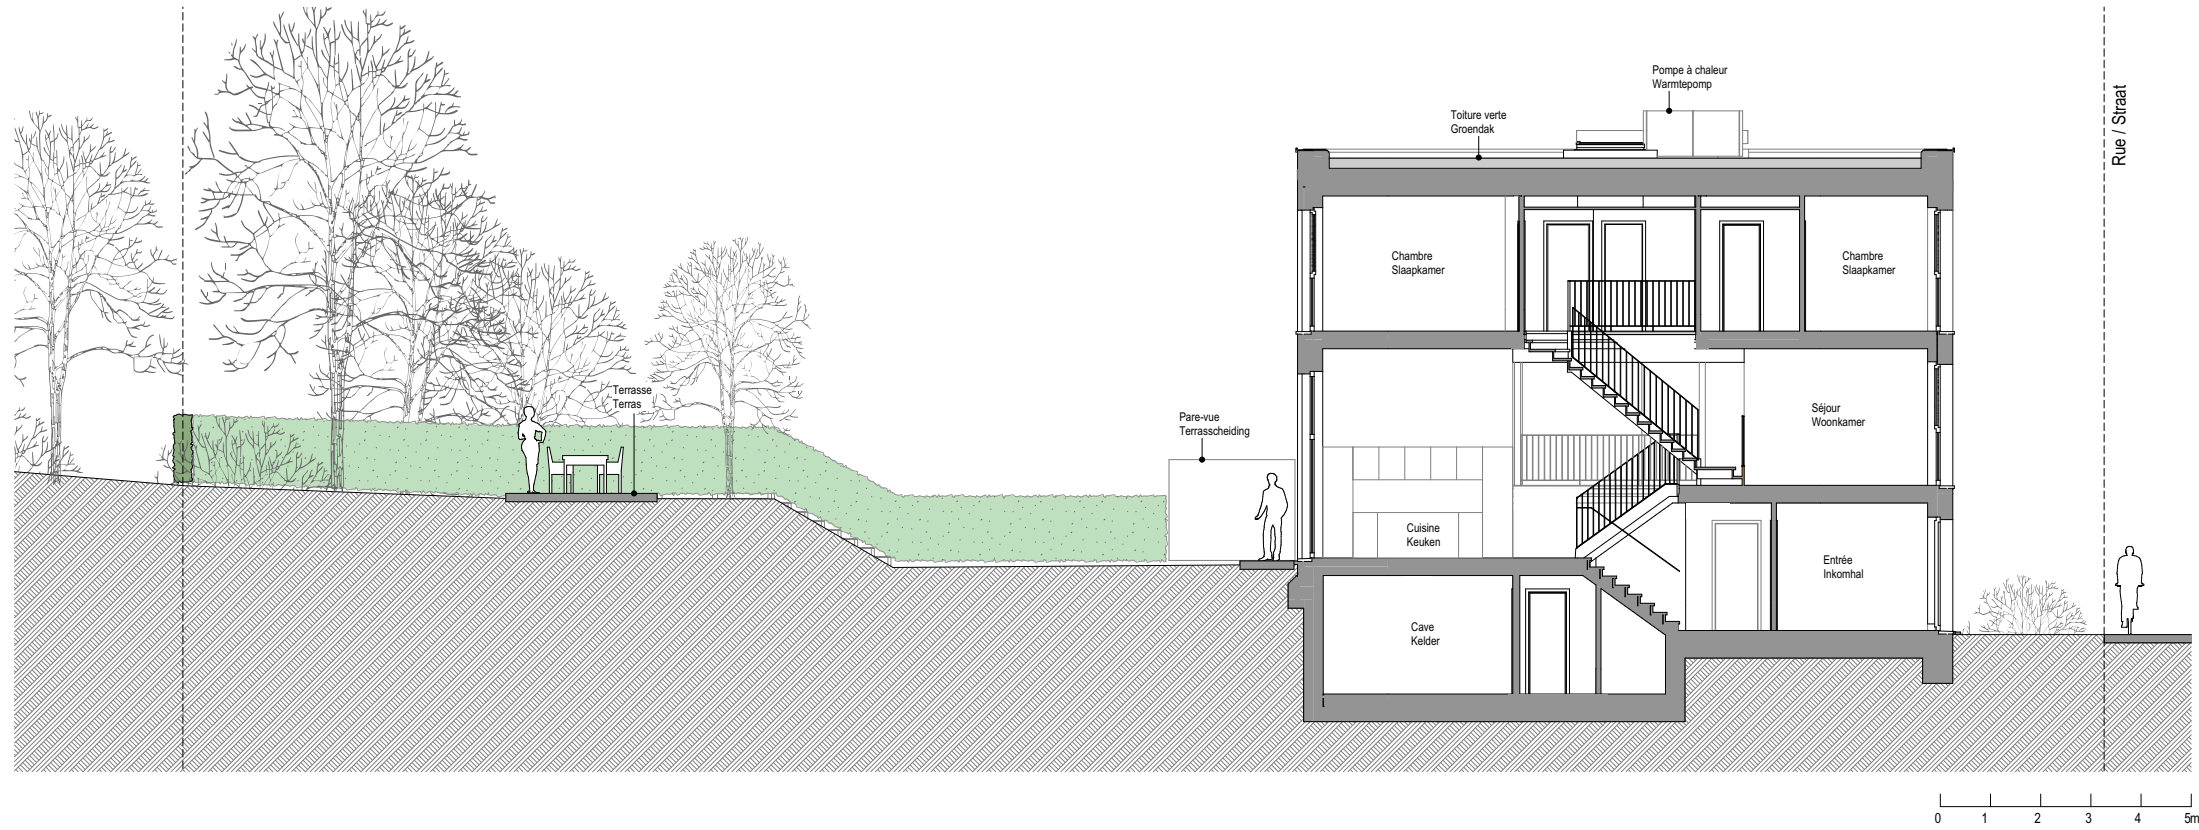 Pompe à chaleur
Warmtepomp
Rue / Straat
Toiture verte
Groendak
Chambre
Slaapkamer
Chambre
Slaapkamer
Terrasse
Terras
Pare-vue
Terrasscheiding
Séjour
Woonkamer
Cuisine
Keuken
Entrée
Inkomhal
Cave
Kelder
0 1 2 3 4 5m